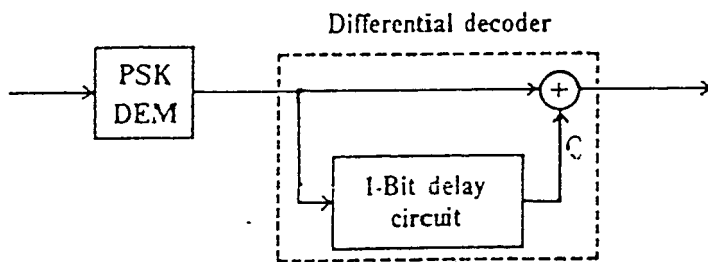 Differential decoder
PSK
DEM
+
1-Bit delay
circuit